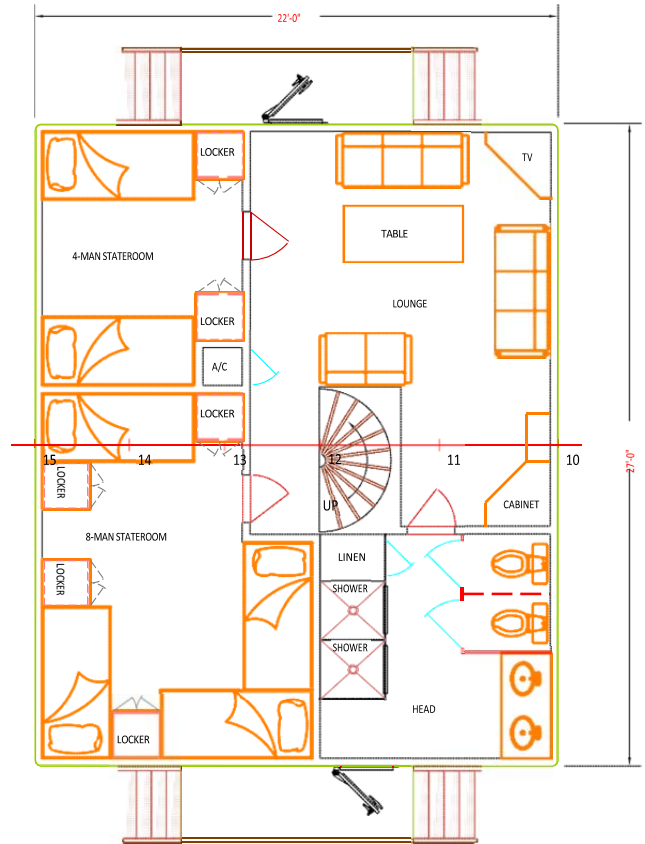 22'-0"
LOCKER
TV
TABLE
4-MAN STATEROOM
LOUNGE
LOCKER
A/C
LOCKER
15
14
13
12
11
10
27'-0"
LOCKER
UP
CABINET
8-MAN STATEROOM
LINEN
LOCKER
SHOWER
SHOWER
HEAD
LOCKER